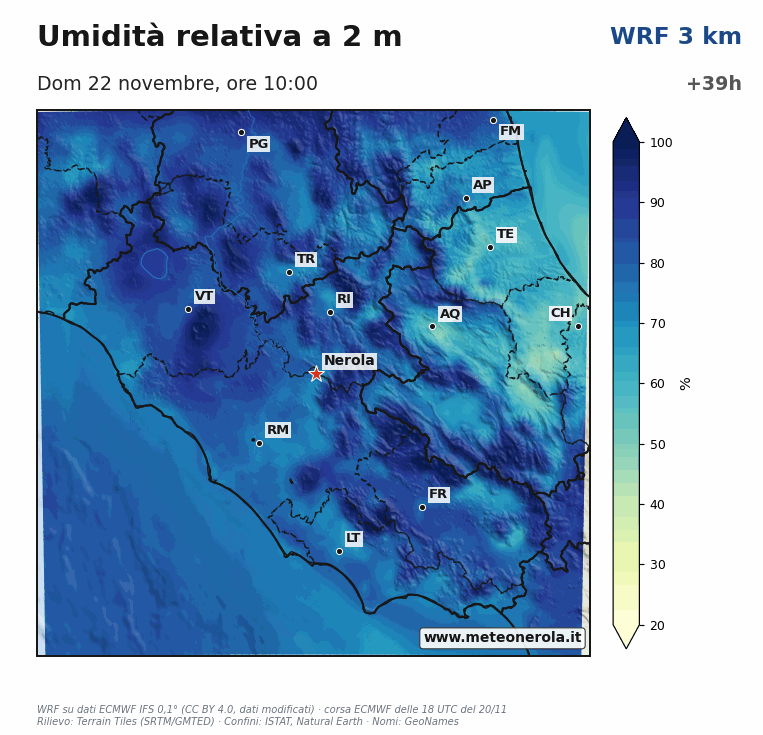 Umidità relativa a 2 m
WRF 3 km
Dom 22 novembre, ore 10:00
+39h
PG
FM
AP
TE
TR
VT
RI
AQ
CH
Nerola
RM
FR
LT
100
90
80
70
60
50
40
30
20
%
www.meteonerola.it
WRF su dati ECMWF IFS 0,1° (CC BY 4.0, dati modificati) · corsa ECMWF delle 18 UTC del 20/11
Rilievo: Terrain Tiles (SRTM/GMTED) · Confini: ISTAT, Natural Earth · Nomi: GeoNames